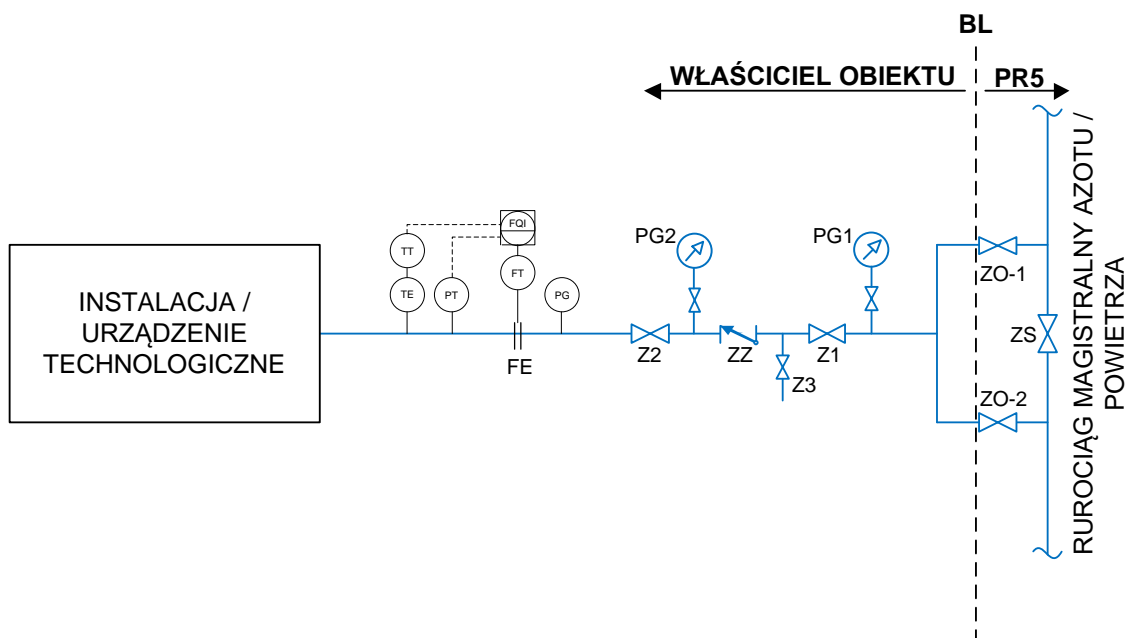 BL
WŁAŚCICIEL OBIEKTU
PR5
RUROCIĄG MAGISTRALNY AZOTU /
POWIETRZA
INSTALACJA /
URZĄDZENIE
TECHNOLOGICZNE
FQI
TT
FT
TE
PT
PG
FE
PG2
PG1
Z2
ZZ
Z1
Z3
ZO-1
ZS
ZO-2